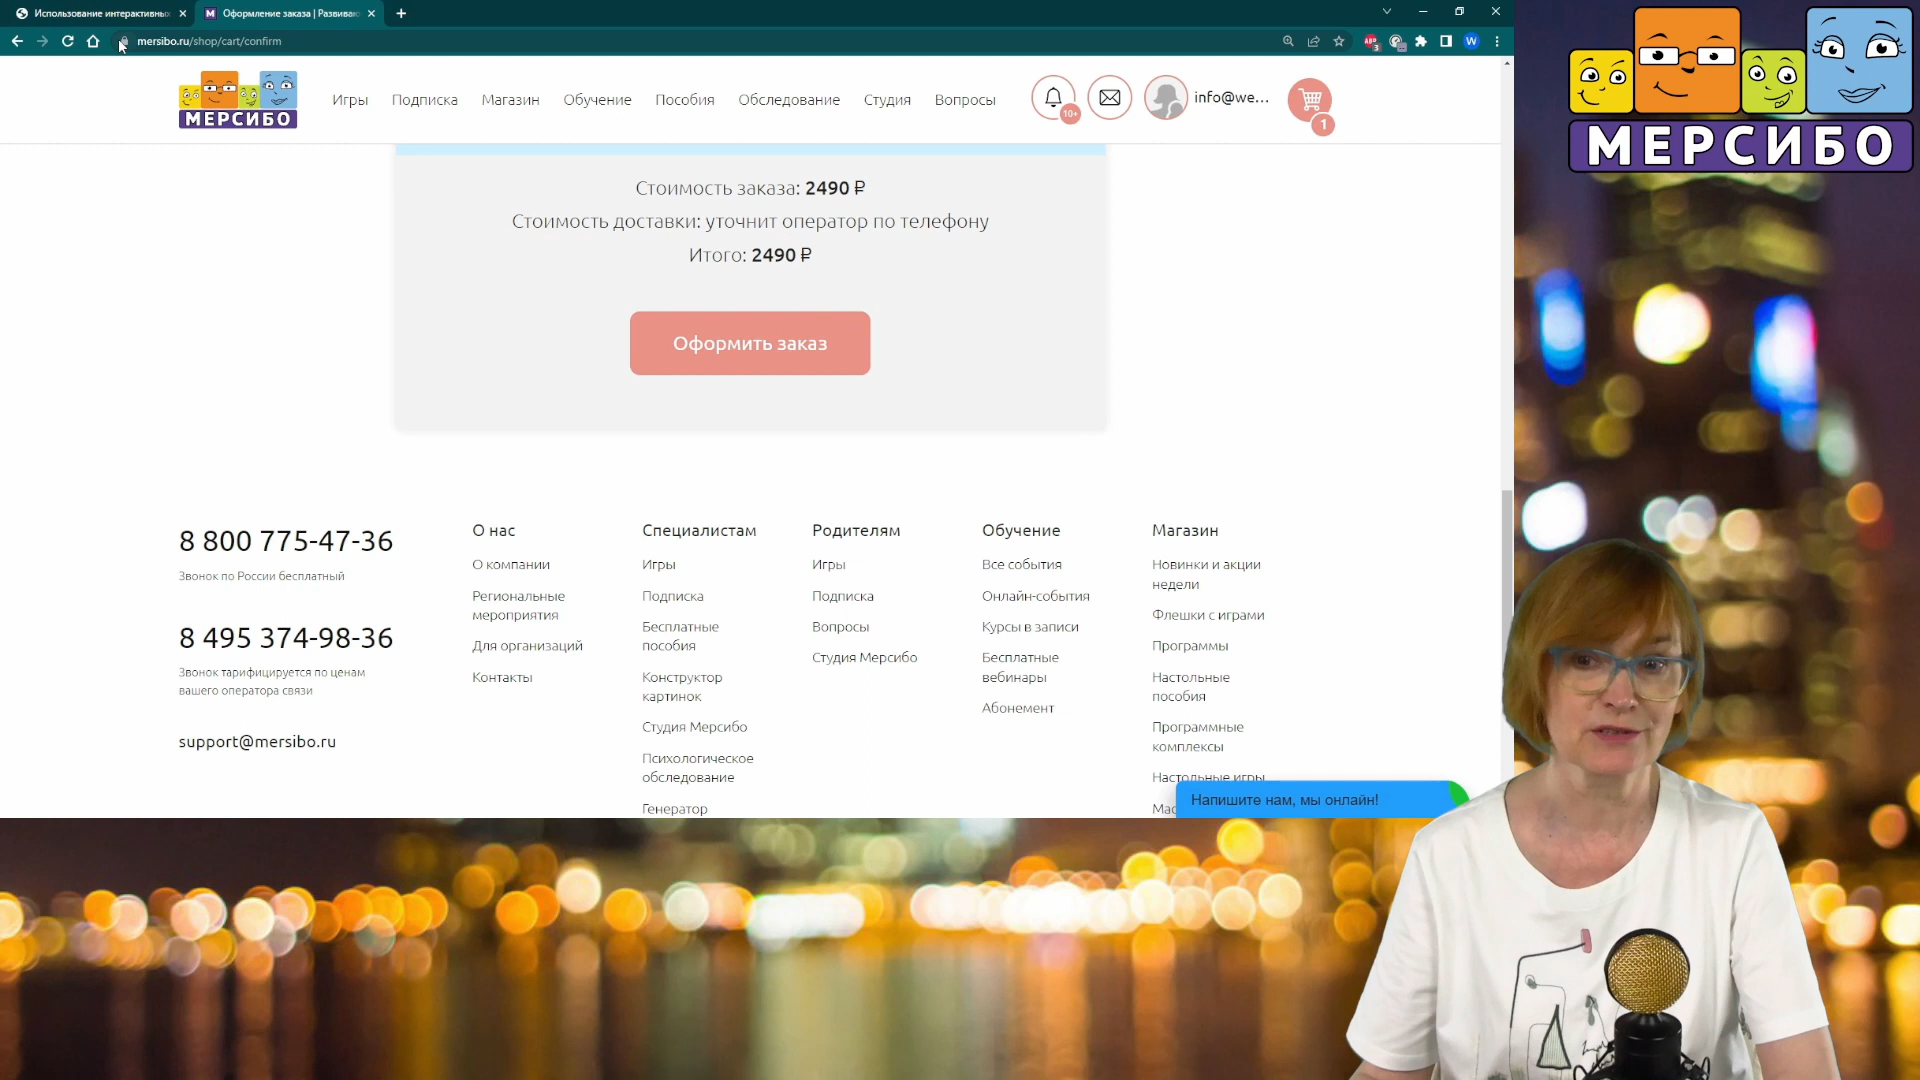 Использование интерактивных
Оформление заказа | Развиваю
mersibo.ru/shop/cart/confirm
МЕРСИБО
Игры
Подписка
Магазин
Обучение
Пособия
Обследование
Студия
Вопросы
10+
info@we...
1
МЕРСИБО
Стоимость заказа: 2490 ₽
Стоимость доставки: уточнит оператор по телефону
Итого: 2490 ₽
Оформить заказ
8 800 775-47-36
Звонок по России бесплатный
8 495 374-98-36
Звонок тарифицируется по ценам
вашего оператора связи
support@mersibo.ru
О нас
О компании
Региональные
мероприятия
Для организаций
Контакты
Специалистам
Игры
Подписка
Бесплатные
пособия
Конструктор
картинок
Студия Мерсибо
Психологическое
обследование
Генератор
Родителям
Игры
Подписка
Вопросы
Студия Мерсибо
Обучение
Все события
Онлайн-события
Курсы в записи
Бесплатные
вебинары
Абонемент
Магазин
Новинки и акции
недели
Флешки с играми
Программы
Настольные
пособия
Программные
комплексы
Настольные игры
Напишите нам, мы онлайн!